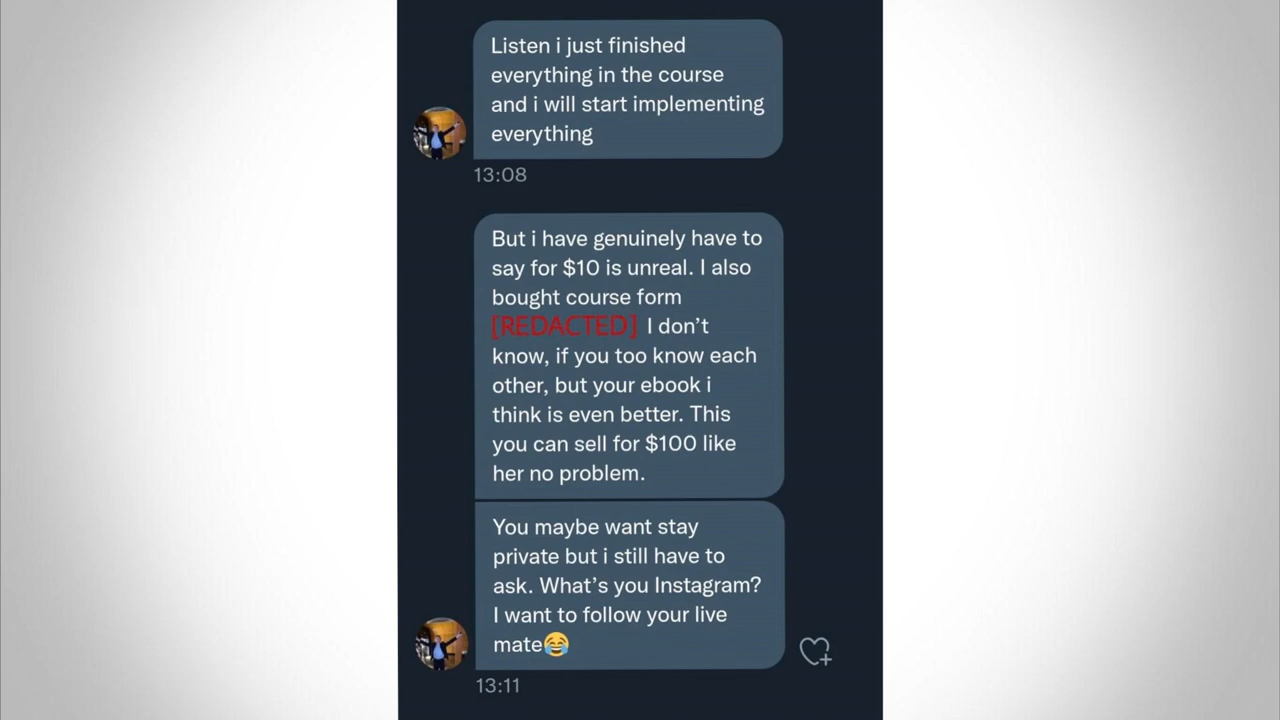 Listen i just finished
everything in the course
and i will start implementing
everything
13:08
But i have genuinely have to
say for $10 is unreal. I also
bought course form
[REDACTED] I don't
know, if you too know each
other, but your ebook i
think is even better. This
you can sell for $100 like
her no problem.
You maybe want stay
private but i still have to
ask. What's you Instagram?
I want to follow your live
mate😂
13:11